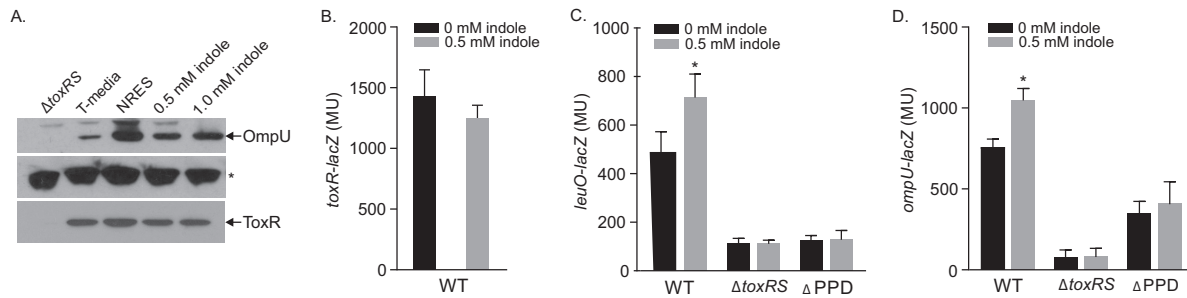 A.
ΔtoxRS
T-media
NRES
0.5 mM indole
1.0 mM indole
OmpU
*
ToxR
B.
0 mM indole
0.5 mM indole
toxR-lacZ (MU)
2000
1500
1000
500
0
WT
C.
0 mM indole
0.5 mM indole
leuO-lacZ (MU)
1000
800
600
400
200
0
*
WT
ΔtoxRS
ΔPPD
D.
0 mM indole
0.5 mM indole
ompU-lacZ (MU)
1500
1000
500
0
*
WT
ΔtoxRS
ΔPPD